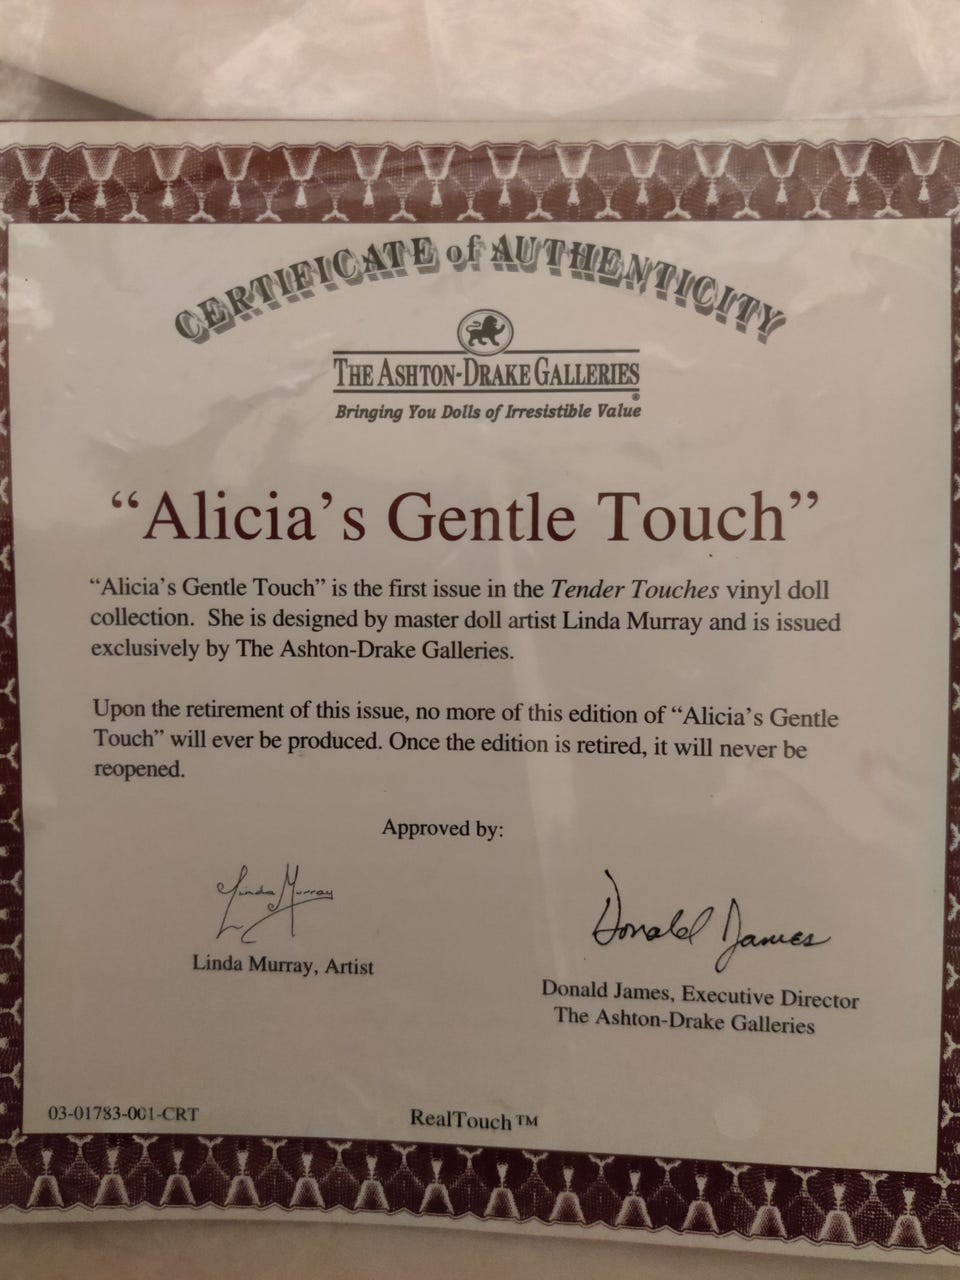 CERTIFICATE of AUTHENTICITY
THE ASHTON-DRAKE GALLERIES®
Bringing You Dolls of Irresistible Value
“Alicia’s Gentle Touch”
“Alicia’s Gentle Touch” is the first issue in the Tender Touches vinyl doll
collection. She is designed by master doll artist Linda Murray and is issued
exclusively by The Ashton-Drake Galleries.
Upon the retirement of this issue, no more of this edition of “Alicia’s Gentle
Touch” will ever be produced. Once the edition is retired, it will never be
reopened.
Approved by:
Linda Murray
Linda Murray, Artist
Donald James
Donald James, Executive Director
The Ashton-Drake Galleries
03-01783-001-CRT
RealTouch™